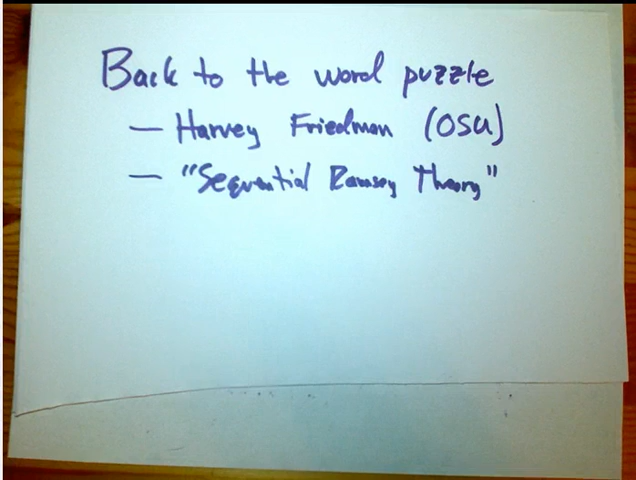 Back to the word puzzle
— Harvey Friedman (OSU)
— "Sequential Ramsey Theory"